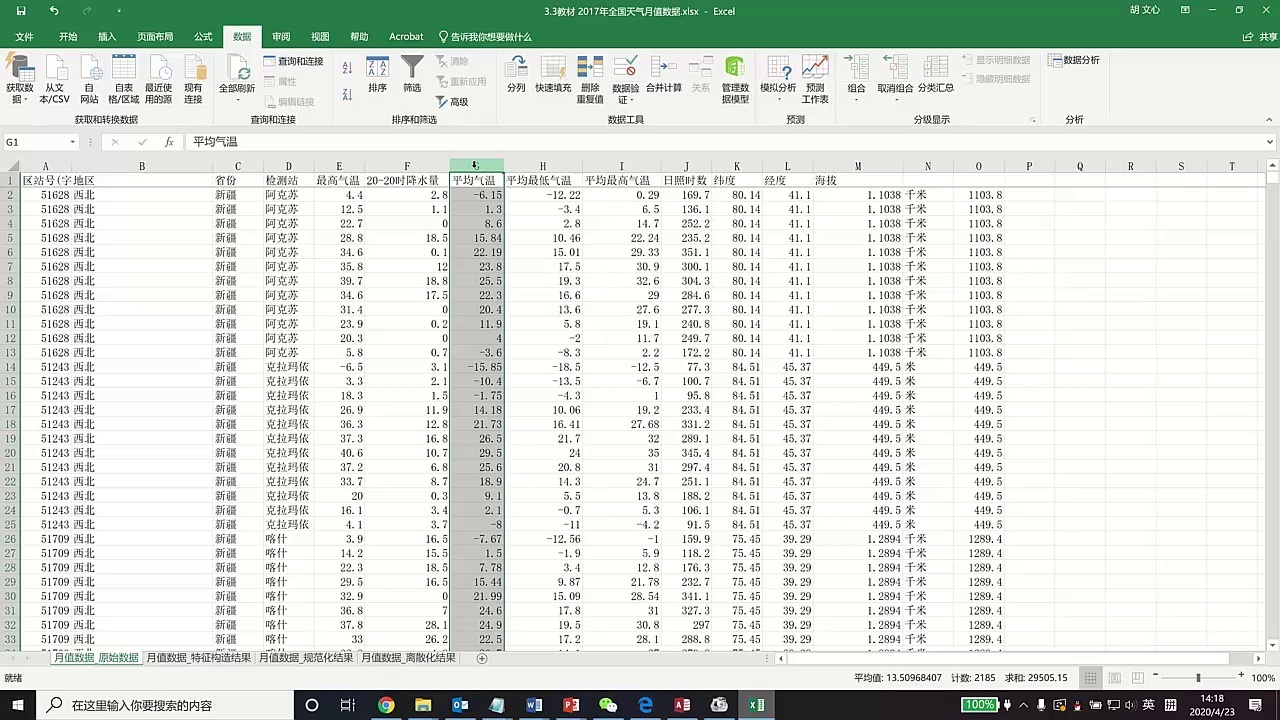 3.3教材 2017年全国天气月值数据.xlsx - Excel
胡 文心
文件 开始 插入 页面布局 公式 数据 审阅 视图 帮助 Acrobat 告诉我你想要做什么 共享
获取数据 从文本/CSV 自网站 自表格/区域 最近使用的源 现有连接
获取和转换数据
全部刷新 查询和连接 属性 编辑链接
查询和连接
排序 筛选 清除 重新应用 高级
排序和筛选
分列 快速填充 删除重复值 数据验证 合并计算 关系 管理数据模型
数据工具
模拟分析 预测工作表
预测
组合 取消组合 分类汇总 显示明细数据 隐藏明细数据
分级显示
数据分析
分析
G1 fx 平均气温
A B C D E F G H I J K L M N O P Q R S T
1 区站号(字 地区 省份 检测站 最高气温 20-20时降水量 平均气温 平均最低气温 平均最高气温 日照时数 纬度 经度 海拔
2 51628 西北 新疆 阿克苏 4.4 2.8 -6.15 -12.22 0.29 169.7 80.14 41.1 1.1038 千米 1103.8
3 51628 西北 新疆 阿克苏 12.5 1.1 1.3 -3.4 6.5 136.1 80.14 41.1 1.1038 千米 1103.8
4 51628 西北 新疆 阿克苏 22.7 0 8.6 2.8 14.7 252.2 80.14 41.1 1.1038 千米 1103.8
5 51628 西北 新疆 阿克苏 28.8 18.5 15.84 10.46 22.24 235.2 80.14 41.1 1.1038 千米 1103.8
6 51628 西北 新疆 阿克苏 34.6 0.1 22.19 15.01 29.33 351.1 80.14 41.1 1.1038 千米 1103.8
7 51628 西北 新疆 阿克苏 35.8 12 23.8 17.5 30.9 300.1 80.14 41.1 1.1038 千米 1103.8
8 51628 西北 新疆 阿克苏 39.7 18.8 25.5 19.3 32.6 304.3 80.14 41.1 1.1038 千米 1103.8
9 51628 西北 新疆 阿克苏 34.6 17.5 22.3 16.6 29 284.6 80.14 41.1 1.1038 千米 1103.8
10 51628 西北 新疆 阿克苏 31.4 0 20.4 13.6 27.6 277.3 80.14 41.1 1.1038 千米 1103.8
11 51628 西北 新疆 阿克苏 23.9 0.2 11.9 5.8 19.1 240.8 80.14 41.1 1.1038 千米 1103.8
12 51628 西北 新疆 阿克苏 20.3 0 4 -2 11.7 249.7 80.14 41.1 1.1038 千米 1103.8
13 51628 西北 新疆 阿克苏 5.8 0.7 -3.6 -8.3 2.2 172.2 80.14 41.1 1.1038 千米 1103.8
14 51243 西北 新疆 克拉玛依 -6.5 3.1 -15.85 -18.5 -12.5 77.3 84.51 45.37 449.5 米 449.5
15 51243 西北 新疆 克拉玛依 3.3 2.1 -10.4 -13.5 -6.7 100.7 84.51 45.37 449.5 米 449.5
16 51243 西北 新疆 克拉玛依 18.3 1.5 -1.75 -4.3 1 95.8 84.51 45.37 449.5 米 449.5
17 51243 西北 新疆 克拉玛依 26.9 11.9 14.18 10.06 19.2 233.4 84.51 45.37 449.5 米 449.5
18 51243 西北 新疆 克拉玛依 36.3 12.8 21.73 16.41 27.68 331.2 84.51 45.37 449.5 米 449.5
19 51243 西北 新疆 克拉玛依 37.3 16.8 26.5 21.7 32 289.1 84.51 45.37 449.5 米 449.5
20 51243 西北 新疆 克拉玛依 40.6 10.7 29.5 24 35 345.4 84.51 45.37 449.5 米 449.5
21 51243 西北 新疆 克拉玛依 37.2 6.8 25.6 20.8 31 297.4 84.51 45.37 449.5 米 449.5
22 51243 西北 新疆 克拉玛依 33.7 8.7 18.9 14.3 24.7 251.1 84.51 45.37 449.5 米 449.5
23 51243 西北 新疆 克拉玛依 20 0.3 9.1 5.5 13.8 188.2 84.51 45.37 449.5 米 449.5
24 51243 西北 新疆 克拉玛依 16.1 3.4 2.1 -0.7 5.3 106.1 84.51 45.37 449.5 米 449.5
25 51243 西北 新疆 克拉玛依 4.1 3.7 -8 -11 -4.2 91.5 84.51 45.37 449.5 米 449.5
26 51709 西北 新疆 喀什 3.9 16.5 -7.67 -12.56 -1 159.9 75.45 39.29 1.2894 千米 1289.4
27 51709 西北 新疆 喀什 14.2 15.5 1.5 -1.9 5.9 118.2 75.45 39.29 1.2894 千米 1289.4
28 51709 西北 新疆 喀什 22.3 18.5 7.78 3.4 12.8 176.3 75.45 39.29 1.2894 千米 1289.4
29 51709 西北 新疆 喀什 29.5 16.5 15.44 9.87 21.78 232.7 75.45 39.29 1.2894 千米 1289.4
30 51709 西北 新疆 喀什 32.9 0 21.99 15.09 28.54 341.1 75.45 39.29 1.2894 千米 1289.4
31 51709 西北 新疆 喀什 36.8 7 24.6 17.8 31 327.3 75.45 39.29 1.2894 千米 1289.4
32 51709 西北 新疆 喀什 37.8 28.1 24.9 19.5 30.8 297 75.45 39.29 1.2894 千米 1289.4
33 51709 西北 新疆 喀什 33 26.2 22.5 17.2 28.1 288.8 75.45 39.29 1.2894 千米 1289.4
月值数据_原始数据 月值数据_特征构造结果 月值数据_规范化结果 月值数据_离散化结果
就绪 平均值: 13.50968407 计数: 2185 求和: 29505.15 100%
在这里输入你要搜索的内容 100% 英 14:18
2020/4/23